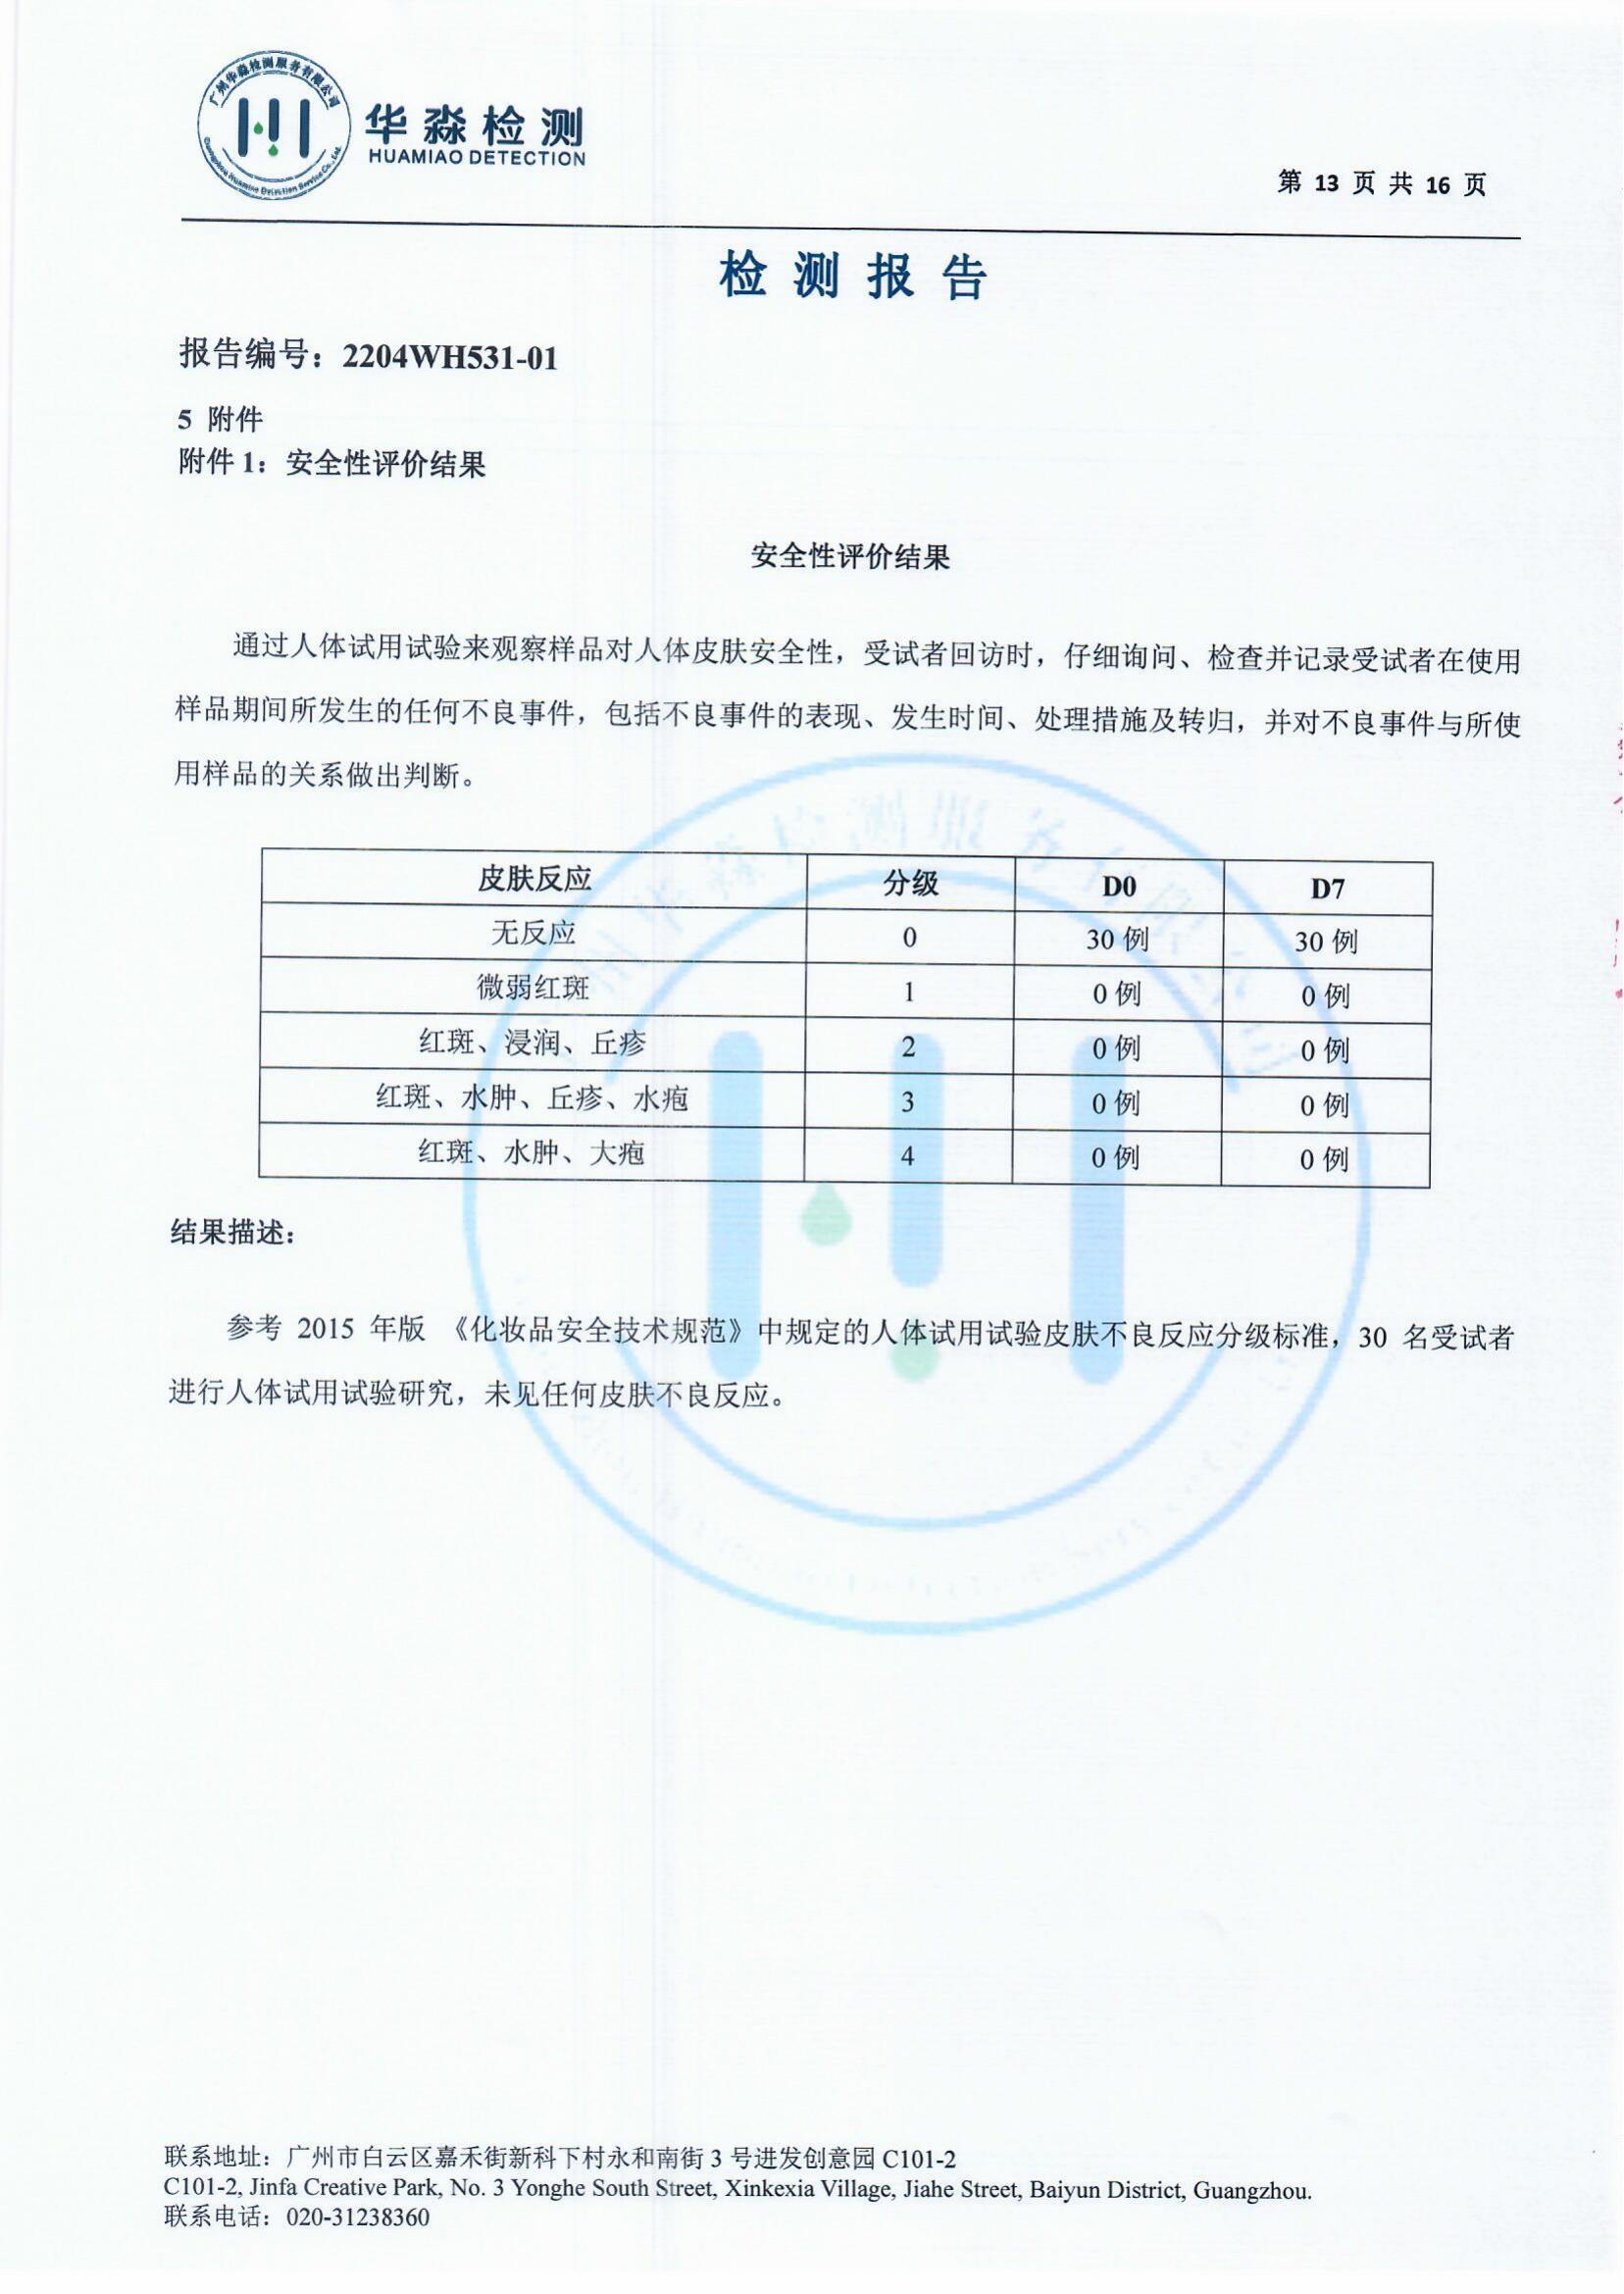 广州华淼检测服务有限公司
Guangzhou Huamiao Detection Service Co., Ltd.
华淼检测
HUAMIAO DETECTION
第 13 页 共 16 页
检测报告
报告编号：2204WH531-01
5 附件
附件 1：安全性评价结果
安全性评价结果
通过人体试用试验来观察样品对人体皮肤安全性，受试者回访时，仔细询问、检查并记录受试者在使用
样品期间所发生的任何不良事件，包括不良事件的表现、发生时间、处理措施及转归，并对不良事件与所使
用样品的关系做出判断。
皮肤反应 分级 D0 D7
无反应 0 30 例 30 例
微弱红斑 1 0 例 0 例
红斑、浸润、丘疹 2 0 例 0 例
红斑、水肿、丘疹、水疱 3 0 例 0 例
红斑、水肿、大疱 4 0 例 0 例
结果描述：
参考 2015 年版 《化妆品安全技术规范》中规定的人体试用试验皮肤不良反应分级标准，30 名受试者
进行人体试用试验研究，未见任何皮肤不良反应。
联系地址：广州市白云区嘉禾街新科下村永和南街 3 号进发创意园 C101-2
C101-2, Jinfa Creative Park, No. 3 Yonghe South Street, Xinkexia Village, Jiahe Street, Baiyun District, Guangzhou.
联系电话：020-31238360